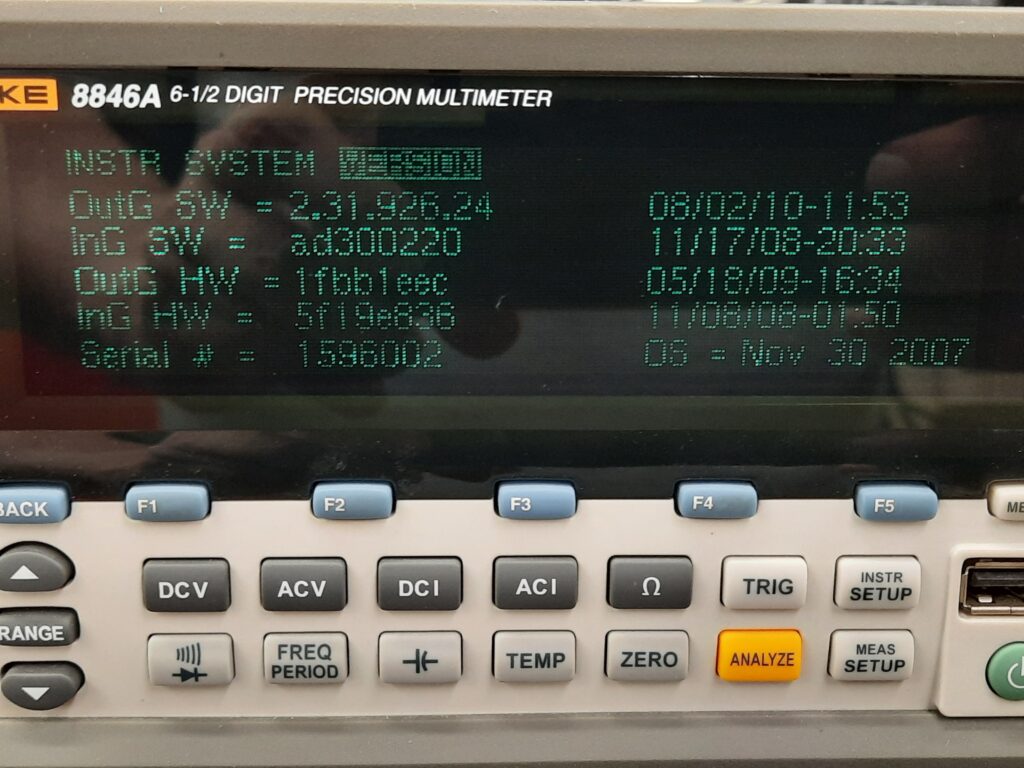 KE 8846A 6-1/2 DIGIT PRECISION MULTIMETER
INSTR SYSTEM VERSION
OutG SW = 2.31.926.24 08/02/10-11:53
InG SW = ad300220 11/17/08-20:33
OutG HW = 1fbb1eec 05/18/09-16:34
InG HW = 5f19e836 11/08/08-01:50
Serial # = 1596002 OS = Nov 30 2007
BACK F1 F2 F3 F4 F5 ME
DCV ACV DCI ACI Ω TRIG INSTR SETUP
RANGE
FREQ PERIOD TEMP ZERO ANALYZE MEAS SETUP